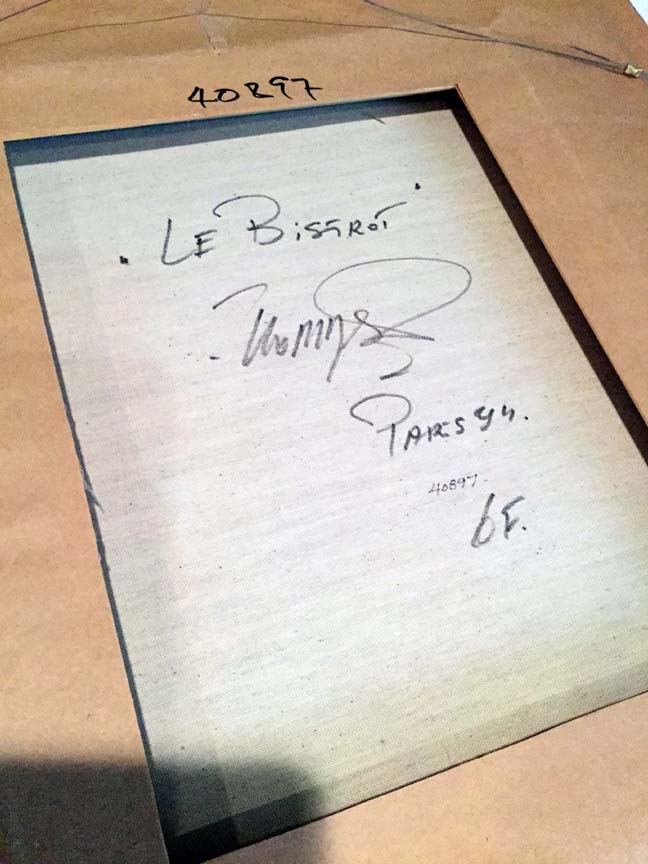 40897
"LE BiSTROT"
PARIS 94.
40897.
6F.